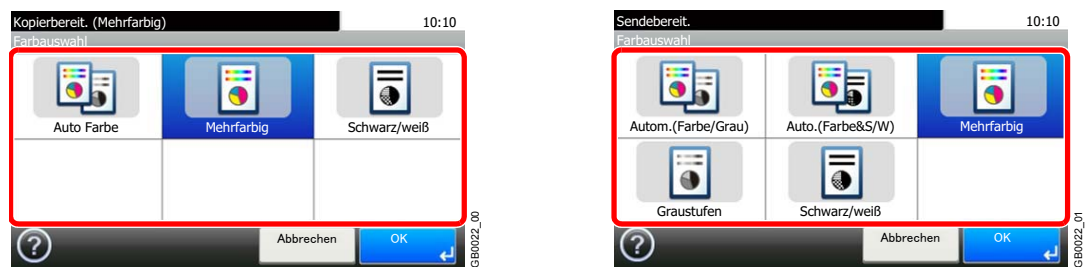 Kopierbereit. (Mehrfarbig) 10:10
Farbauswahl
Auto Farbe Mehrfarbig Schwarz/weiß
Abbrechen OK
GB0022_00
Sendebereit. 10:10
Farbauswahl
Autom.(Farbe/Grau) Auto.(Farbe&S/W) Mehrfarbig
Graustufen Schwarz/weiß
? Abbrechen OK
GB0022_01